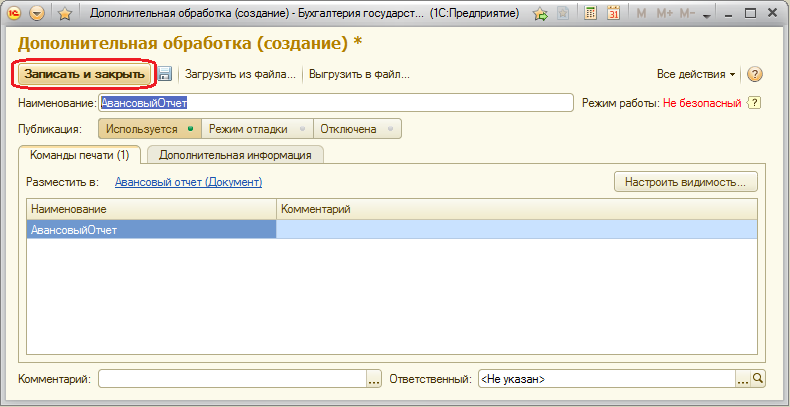 Дополнительная обработка (создание) - Бухгалтерия государст... (1С:Предприятие) 31 M M+ M-
Дополнительная обработка (создание) *
Записать и закрыть Загрузить из файла... Выгрузить в файл... Все действия ?
Наименование: АвансовыйОтчет Режим работы: Не безопасный ?
Публикация: Используется Режим отладки Отключена
Команды печати (1) Дополнительная информация
Разместить в: Авансовый отчет (Документ) Настроить видимость...
Наименование Комментарий
АвансовыйОтчет
Комментарий: ... Ответственный: <Не указан> ...